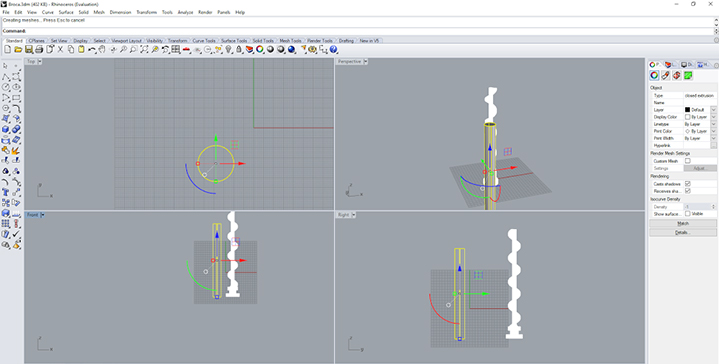 Broca.3dm (402 KB) - Rhinoceros (Evaluation)
File Edit View Curve Surface Solid Mesh Dimension Transform Tools Analyze Render Panels Help
Creating meshes... Press Esc to cancel
Command:
Standard CPlanes Set View Display Select Viewport Layout Visibility Transform Curve Tools Surface Tools Solid Tools Mesh Tools Render Tools Drafting New in V5
Top
Perspective
Front
Right
Object
Type closed extrusion
Name
Layer Default
Display Color By Layer
Linetype By Layer
Print Color By Layer
Print Width By Layer
Hyperlink
Render Mesh Settings
Custom Mesh
Settings Adjust
Rendering
Casts shadows
Receives sha...
Isocurve Density
Density
Show surface... Visible
Match
Details...